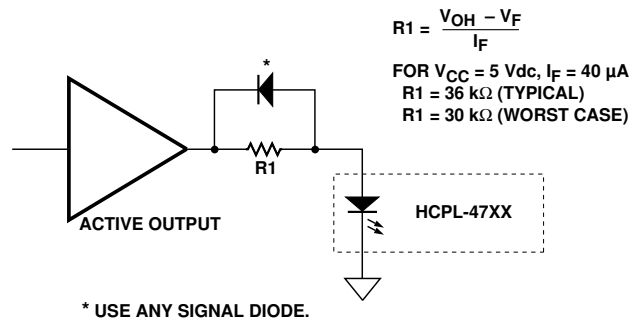 R1 = V_OH – V_F / I_F
FOR V_CC = 5 Vdc, I_F = 40 µA
R1 = 36 kΩ (TYPICAL)
R1 = 30 kΩ (WORST CASE)
*
R1
HCPL-47XX
ACTIVE OUTPUT
* USE ANY SIGNAL DIODE.